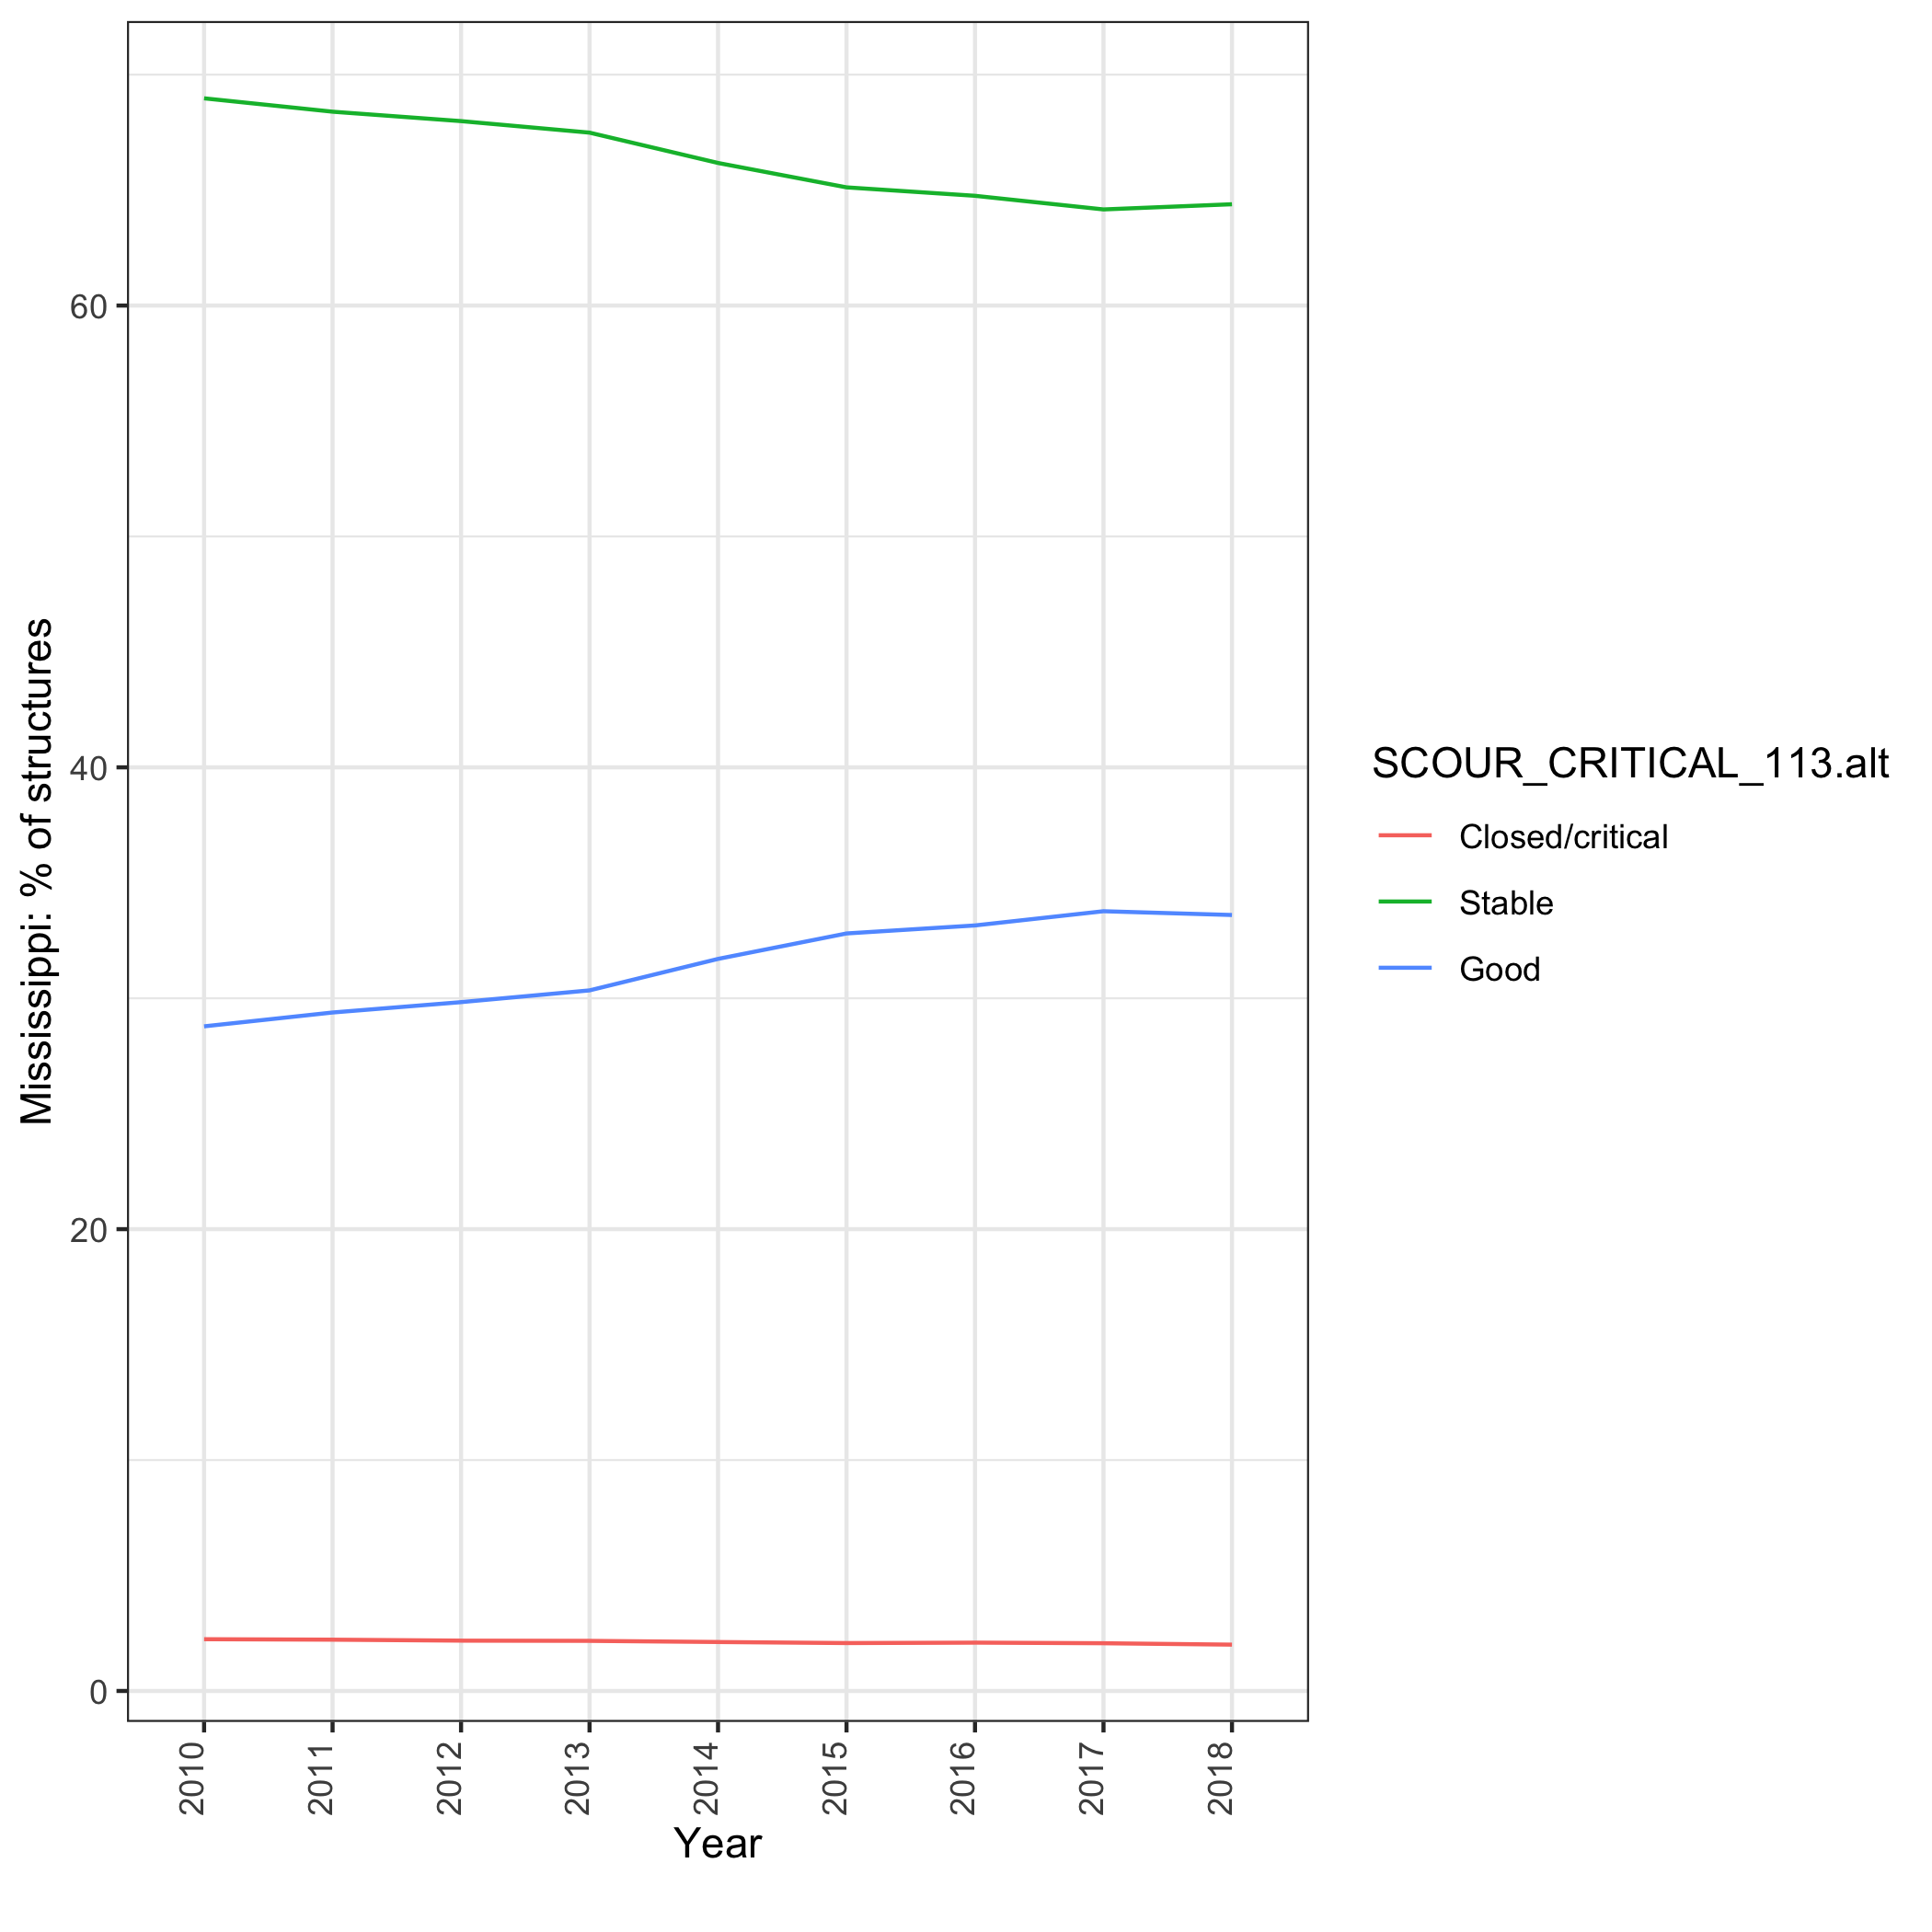 Mississippi: % of structures
60
40
20
0
2010
2011
2012
2013
2014
2015
2016
2017
2018
Year
SCOUR_CRITICAL_113.alt
Closed/critical
Stable
Good